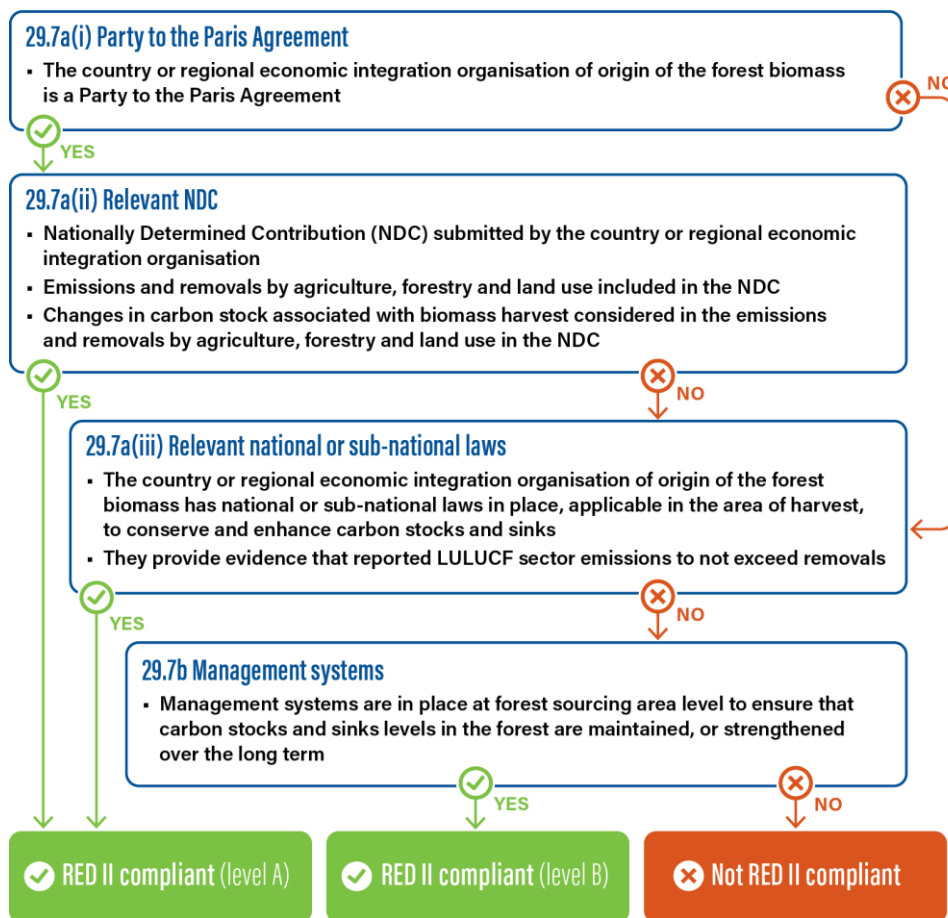 29.7a(i) Party to the Paris Agreement
▪ The country or regional economic integration organisation of origin of the forest biomass
is a Party to the Paris Agreement
NO
YES
29.7a(ii) Relevant NDC
▪ Nationally Determined Contribution (NDC) submitted by the country or regional economic
integration organisation
▪ Emissions and removals by agriculture, forestry and land use included in the NDC
▪ Changes in carbon stock associated with biomass harvest considered in the emissions
and removals by agriculture, forestry and land use in the NDC
YES
NO
29.7a(iii) Relevant national or sub-national laws
▪ The country or regional economic integration organisation of origin of the forest
biomass has national or sub-national laws in place, applicable in the area of harvest,
to conserve and enhance carbon stocks and sinks
▪ They provide evidence that reported LULUCF sector emissions to not exceed removals
YES
NO
29.7b Management systems
▪ Management systems are in place at forest sourcing area level to ensure that
carbon stocks and sinks levels in the forest are maintained, or strengthened
over the long term
YES
NO
RED II compliant (level A)
RED II compliant (level B)
Not RED II compliant